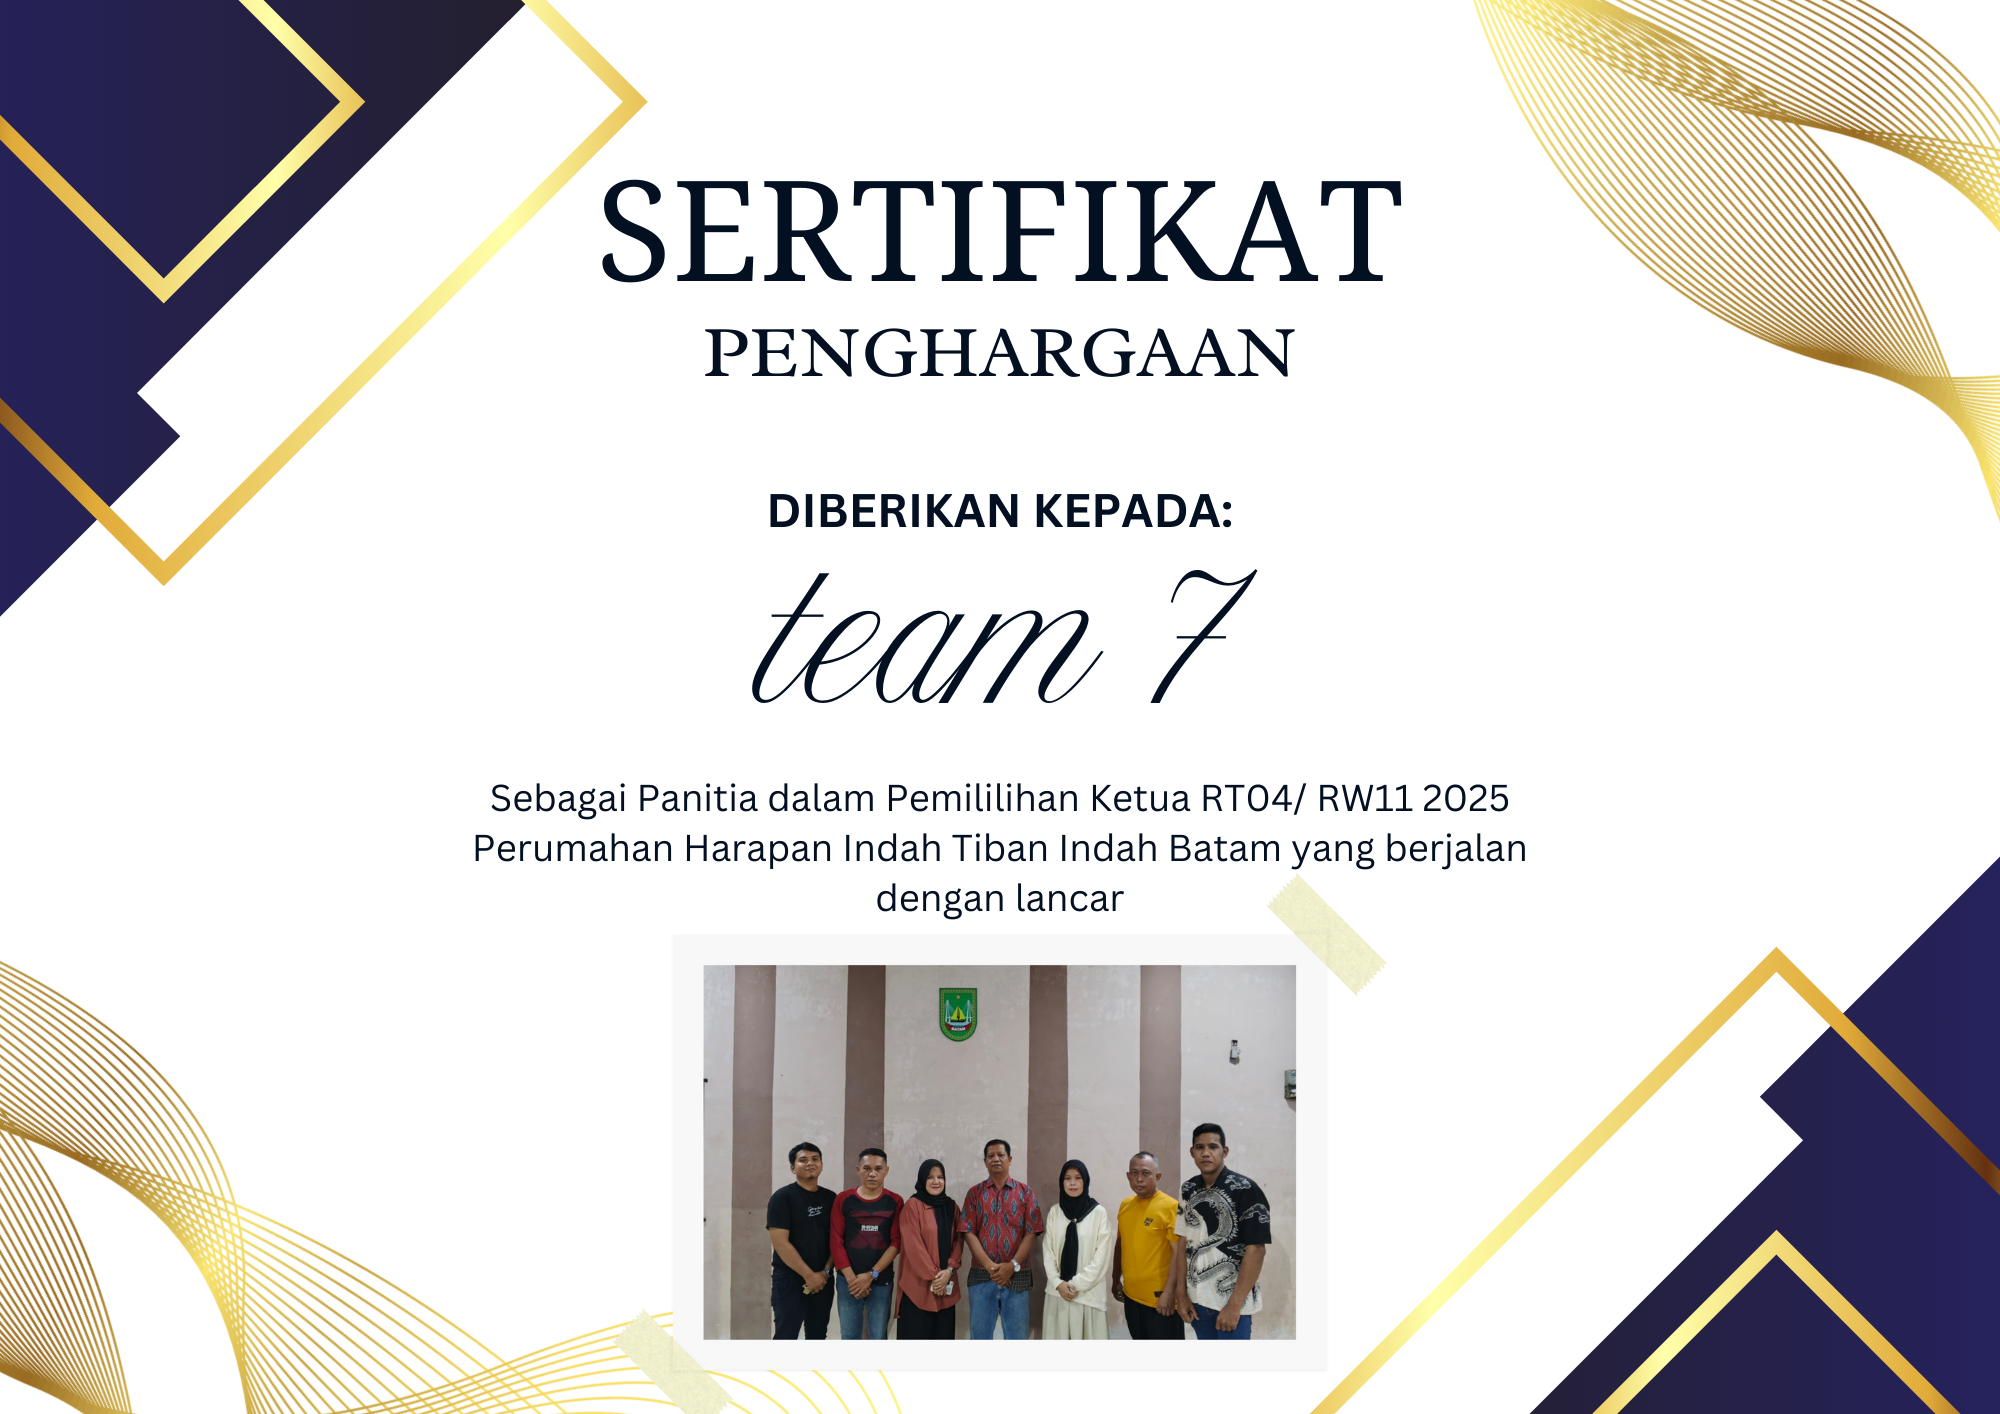 SERTIFIKAT
PENGHARGAAN
DIBERIKAN KEPADA:
team 7
Sebagai Panitia dalam Pemililihan Ketua RT04/ RW11 2025
Perumahan Harapan Indah Tiban Indah Batam yang berjalan
dengan lancar
BATAM